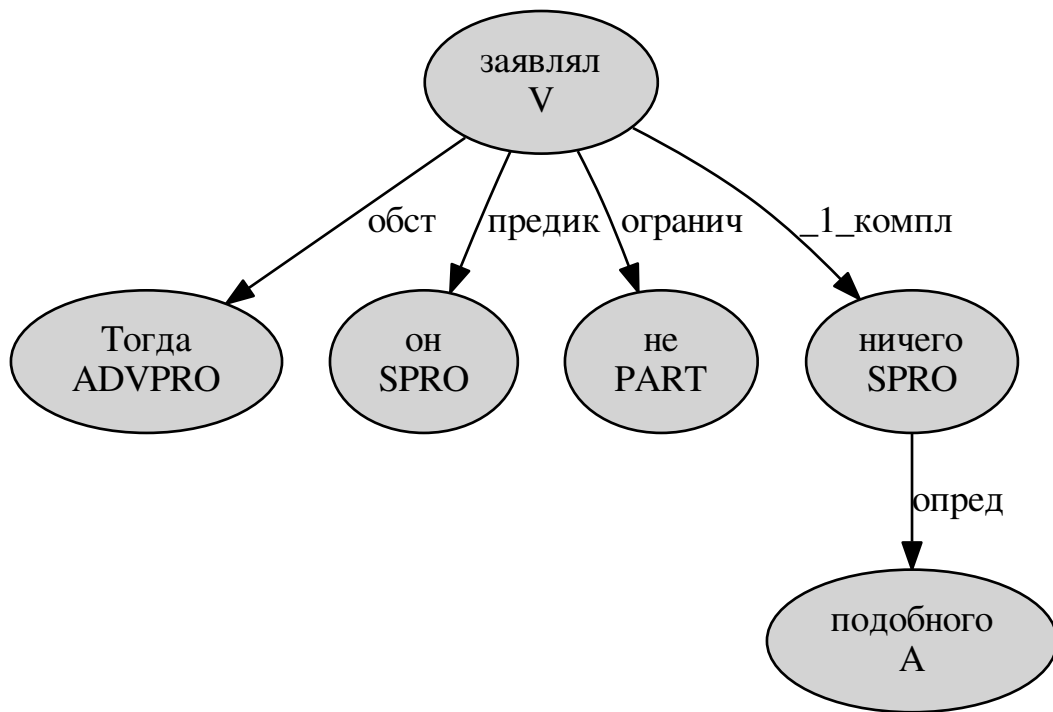 заявлял
V
обст
предик
огранич
_1_компл
Тогда
ADVPRO
он
SPRO
не
PART
ничего
SPRO
опред
подобного
A